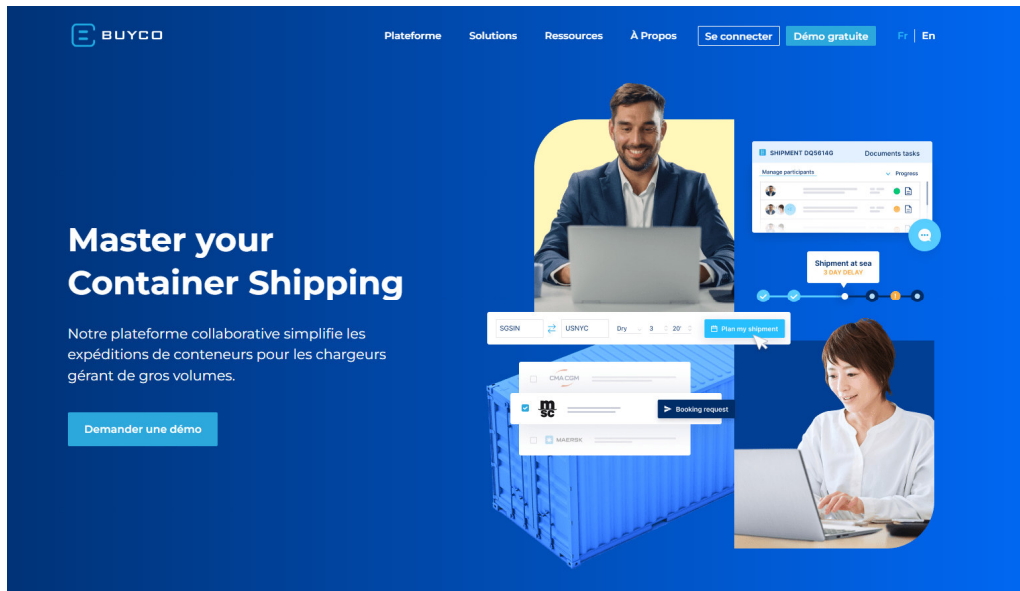 BUYCO
Plateforme
Solutions
Ressources
À Propos
Se connecter
Démo gratuite
Fr | En
Master your
Container Shipping
Notre plateforme collaborative simplifie les
expéditions de conteneurs pour les chargeurs
gérant de gros volumes.
Demander une démo
SHIPMENT DQ5614G
Documents tasks
Manage participants
Progress
Shipment at sea
3 DAY DELAY
SGSIN
USNYC
Dry
3
20'
Plan my shipment
CMA CGM
msc
Booking request
MAERSK